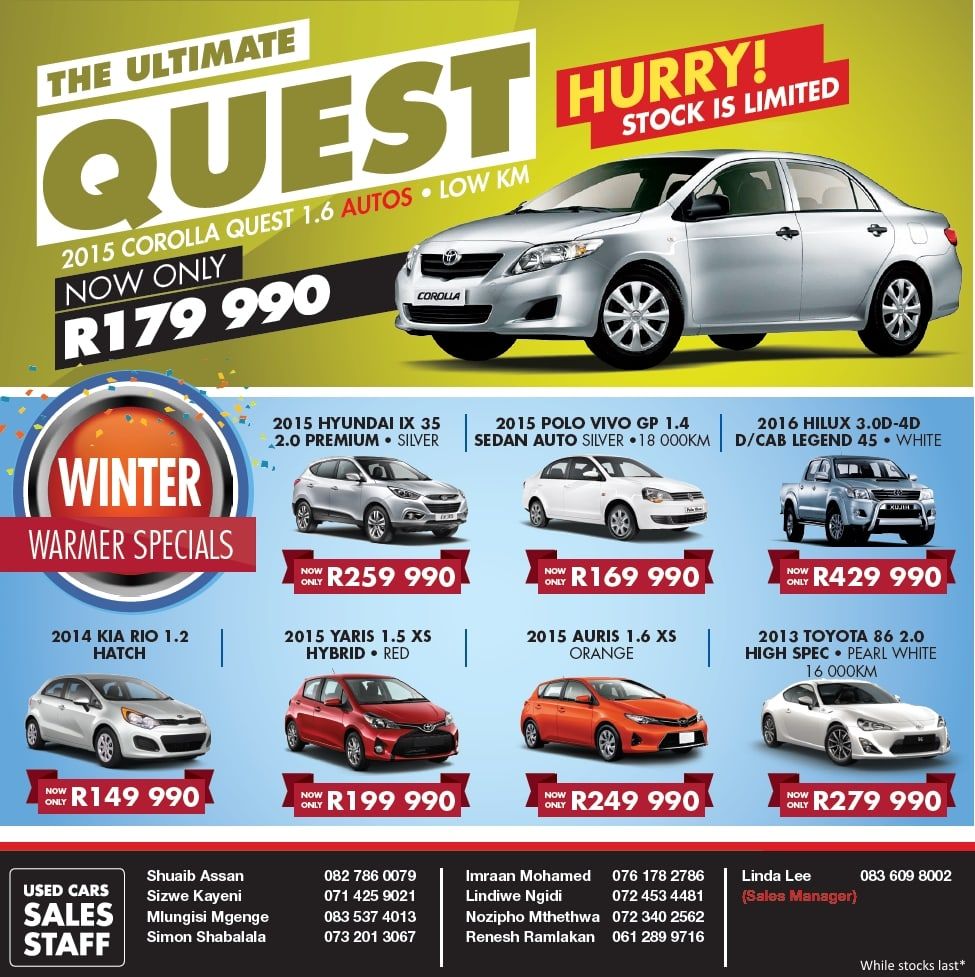 THE ULTIMATE
QUEST
2015 COROLLA QUEST 1.6 AUTOS • LOW KM
NOW ONLY
R179 990
HURRY!
STOCK IS LIMITED
COROLLA
WINTER
WARMER SPECIALS
2015 HYUNDAI IX 35
2.0 PREMIUM • SILVER
NOW ONLY R259 990
2015 POLO VIVO GP 1.4
SEDAN AUTO SILVER •18 000KM
Polo Vivo
NOW ONLY R169 990
2016 HILUX 3.0D-4D
D/CAB LEGEND 45 • WHITE
NOW ONLY R429 990
2014 KIA RIO 1.2
HATCH
NOW ONLY R149 990
2015 YARIS 1.5 XS
HYBRID • RED
NOW ONLY R199 990
2015 AURIS 1.6 XS
ORANGE
NOW ONLY R249 990
2013 TOYOTA 86 2.0
HIGH SPEC • PEARL WHITE
16 000KM
NOW ONLY R279 990
USED CARS
SALES
STAFF
Shuaib Assan 082 786 0079
Sizwe Kayeni 071 425 9021
Mlungisi Mgenge 083 537 4013
Simon Shabalala 073 201 3067
Imraan Mohamed 076 178 2786
Lindiwe Ngidi 072 453 4481
Nozipho Mthethwa 072 340 2562
Renesh Ramlakan 061 289 9716
Linda Lee 083 609 8002
(Sales Manager)
While stocks last*